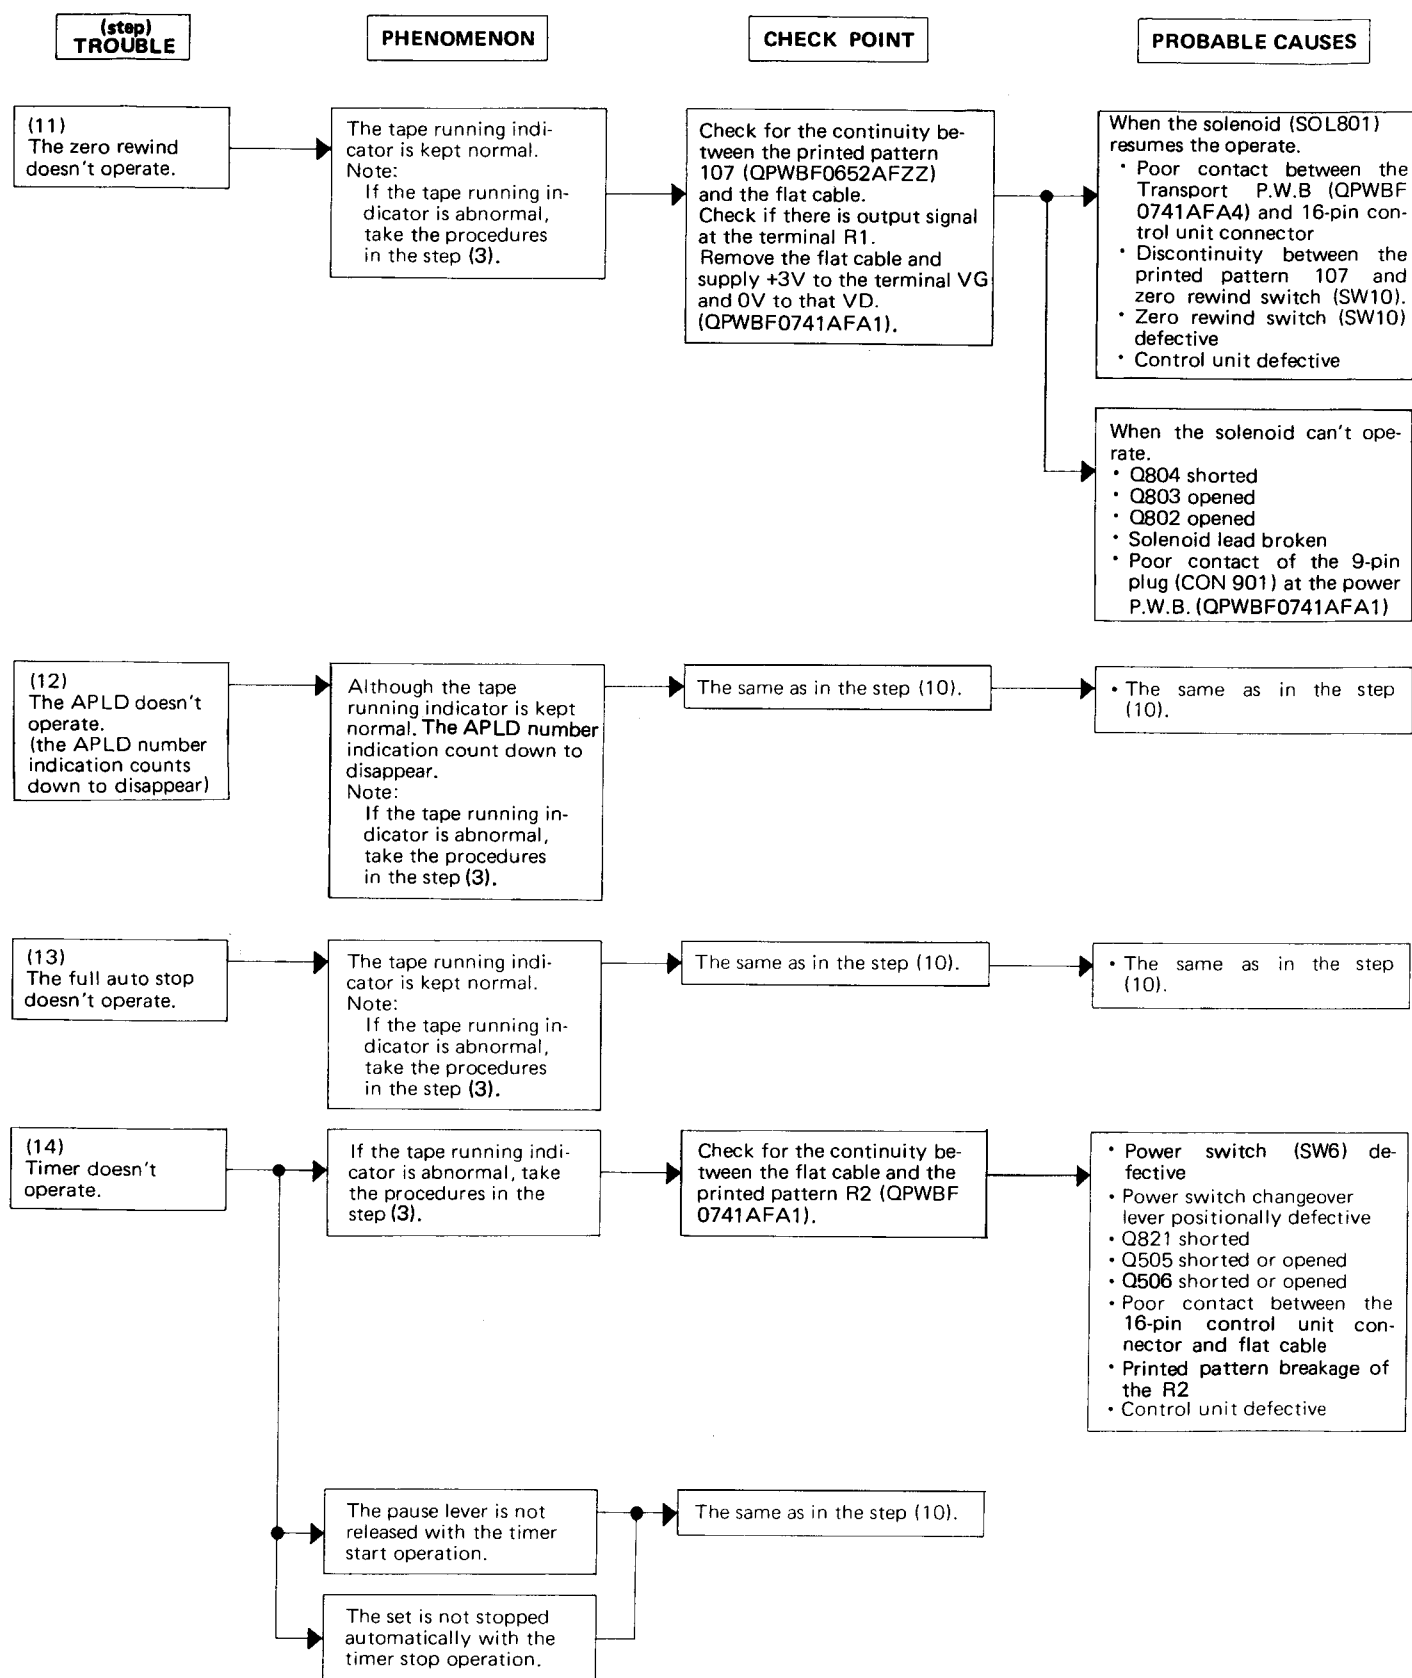 (step)
TROUBLE
PHENOMENON
CHECK POINT
PROBABLE CAUSES
(11)
The zero rewind
doesn't operate.
The tape running indi-
cator is kept normal.
Note:
If the tape running in-
dicator is abnormal,
take the procedures
in the step (3).
Check for the continuity be-
tween the printed pattern
107 (QPWBF0652AFZZ)
and the flat cable.
Check if there is output signal
at the terminal R1.
Remove the flat cable and
supply +3V to the terminal VG
and 0V to that VD.
(QPWBF0741AFA1).
When the solenoid (SOL801)
resumes the operate.
• Poor contact between the
Transport P.W.B (QPWBF
0741AFA4) and 16-pin con-
trol unit connector
• Discontinuity between the
printed pattern 107 and
zero rewind switch (SW10).
• Zero rewind switch (SW10)
defective
• Control unit defective
When the solenoid can't ope-
rate.
• Q804 shorted
• Q803 opened
• Q802 opened
• Solenoid lead broken
• Poor contact of the 9-pin
plug (CON 901) at the power
P.W.B. (QPWBF0741AFA1)
(12)
The APLD doesn't
operate.
(the APLD number
indication counts
down to disappear)
Although the tape
running indicator is kept
normal. The APLD number
indication count down to
disappear.
Note:
If the tape running in-
dicator is abnormal,
take the procedures
in the step (3).
The same as in the step (10).
• The same as in the step
(10).
(13)
The full auto stop
doesn't operate.
The tape running indi-
cator is kept normal.
Note:
If the tape running in-
dicator is abnormal,
take the procedures
in the step (3).
The same as in the step (10).
• The same as in the step
(10).
(14)
Timer doesn't
operate.
If the tape running indi-
cator is abnormal, take
the procedures in the
step (3).
Check for the continuity be-
tween the flat cable and the
printed pattern R2 (QPWBF
0741AFA1).
• Power switch (SW6) de-
fective
• Power switch changeover
lever positionally defective
• Q821 shorted
• Q505 shorted or opened
• Q506 shorted or opened
• Poor contact between the
16-pin control unit con-
nector and flat cable
• Printed pattern breakage of
the R2
• Control unit defective
The pause lever is not
released with the timer
start operation.
The same as in the step (10).
The set is not stopped
automatically with the
timer stop operation.